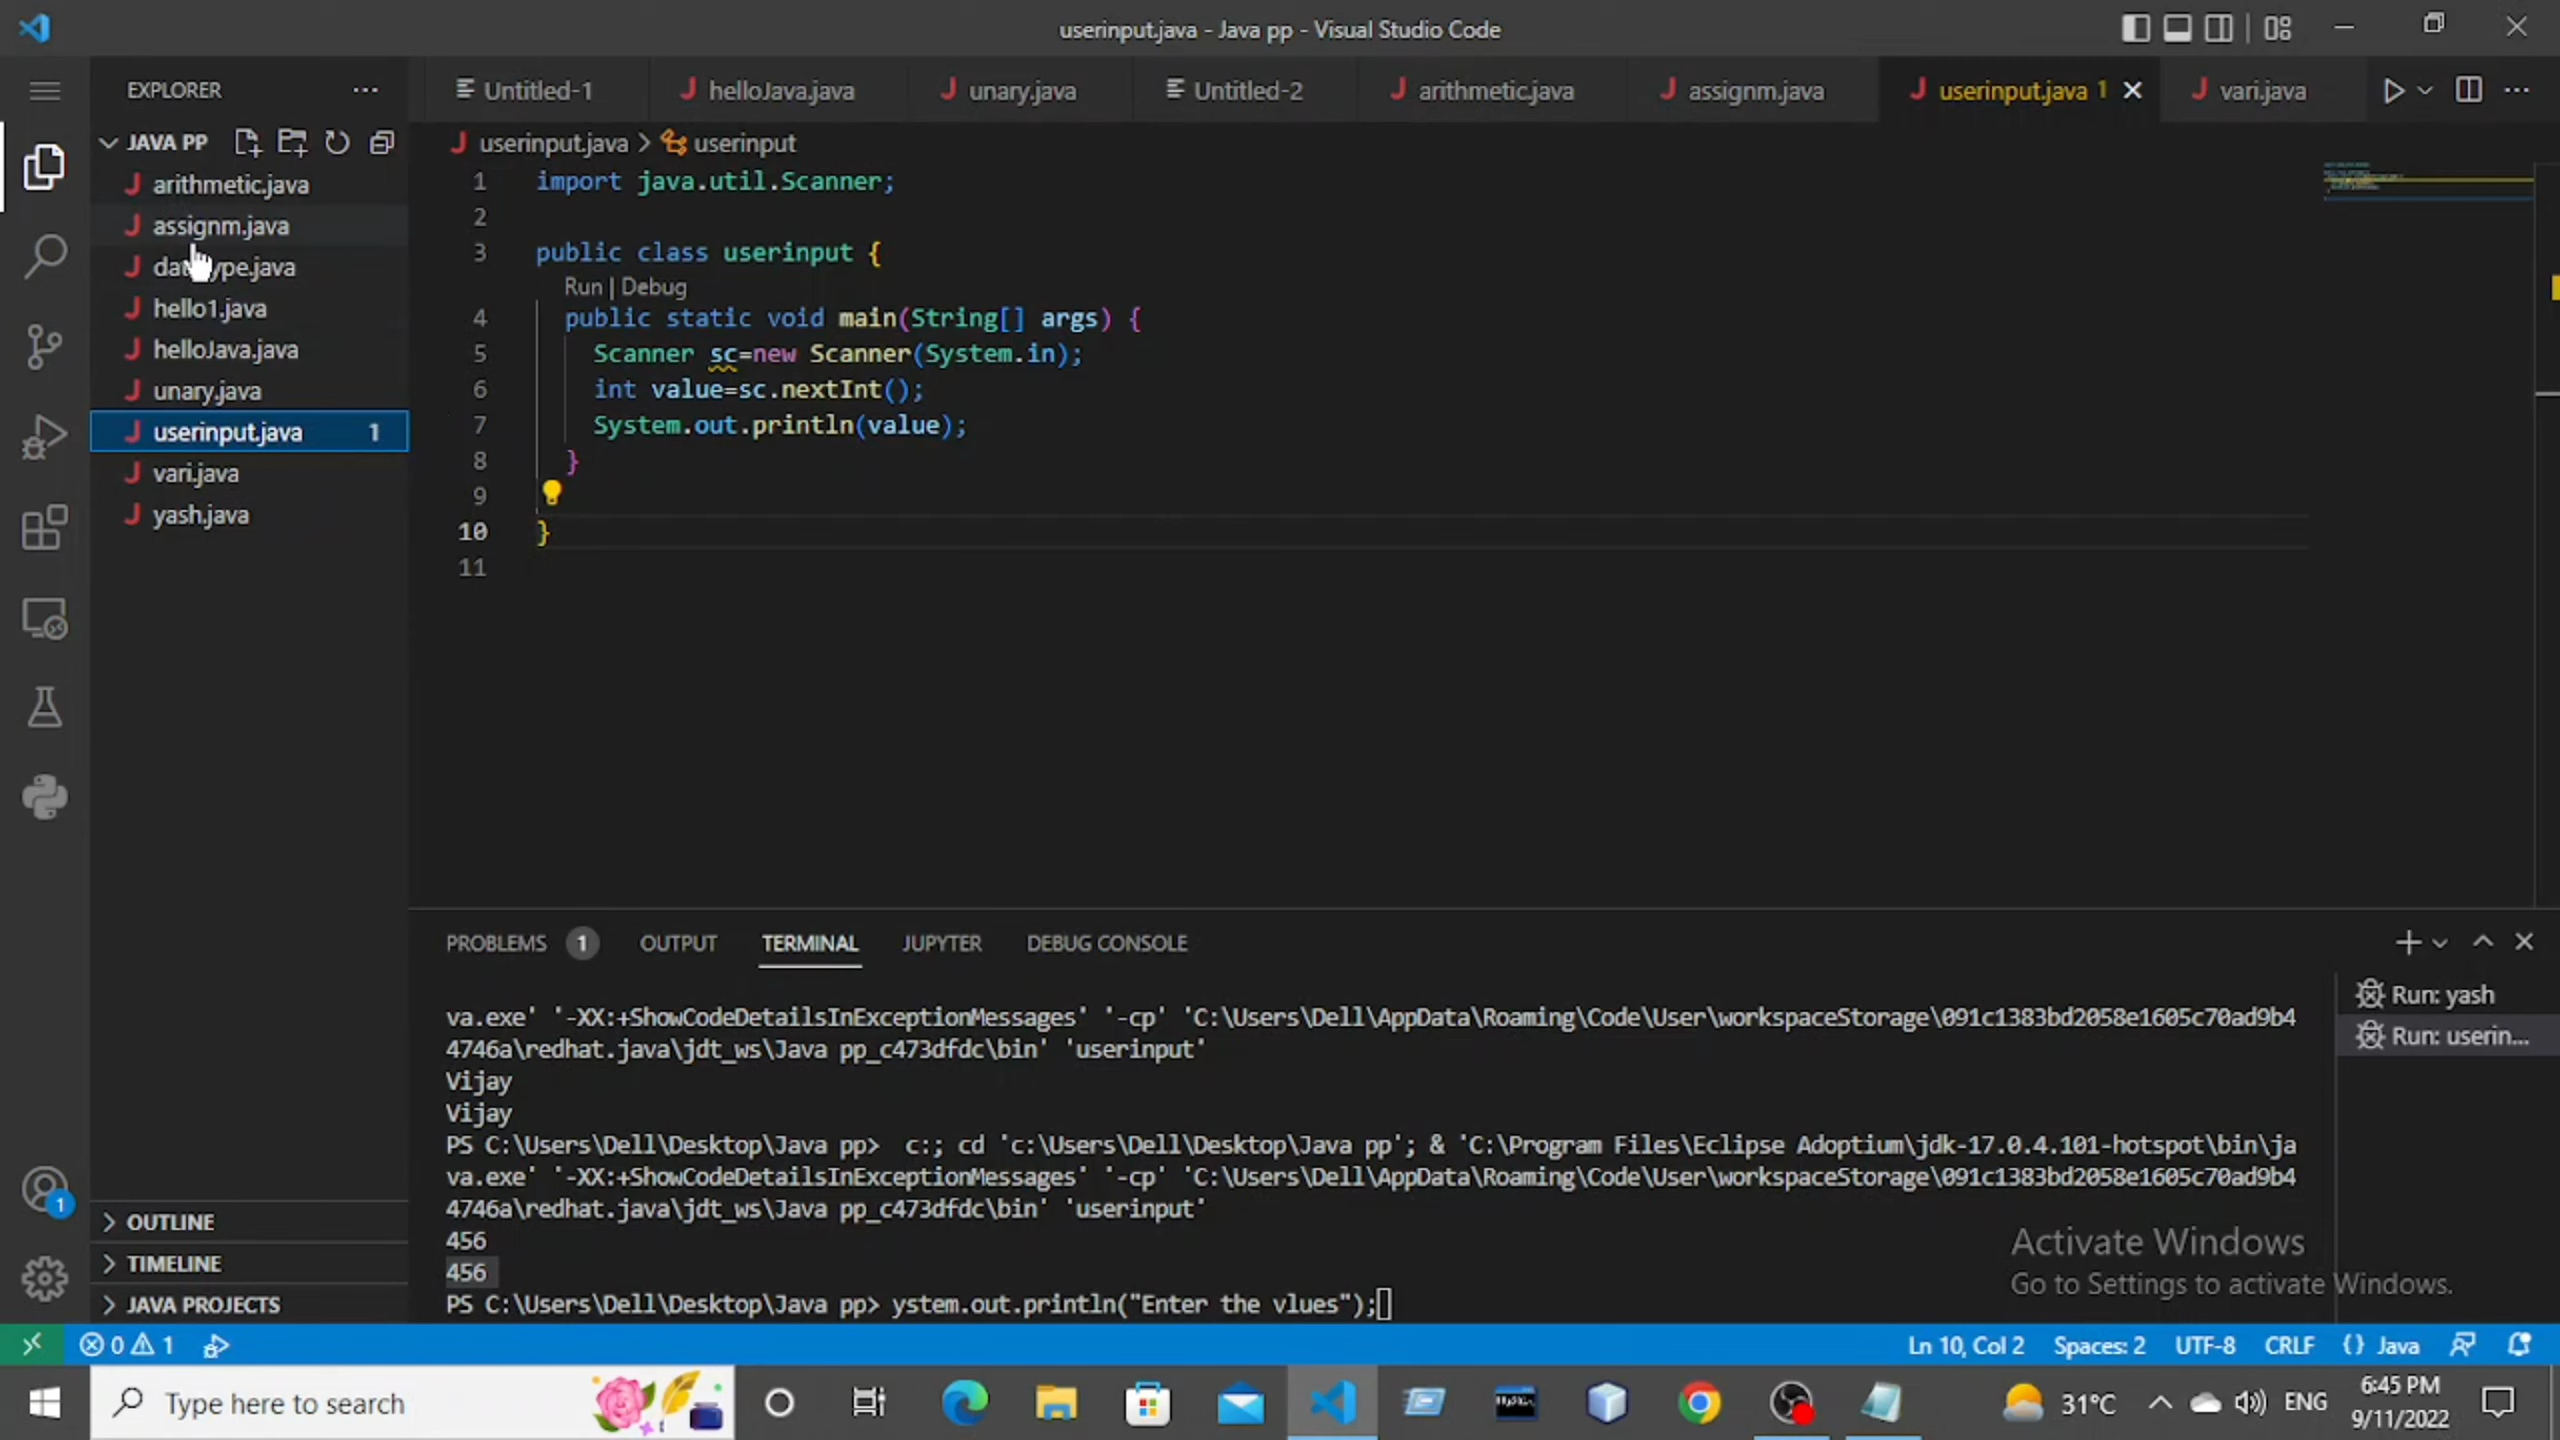 userinput.java - Java pp - Visual Studio Code
EXPLORER
Untitled-1
helloJava.java
unary.java
Untitled-2
arithmetic.java
assignm.java
userinput.java 1
vari.java
JAVA PP
arithmetic.java
assignm.java
hello1.java
helloJava.java
unary.java
userinput.java 1
vari.java
yash.java
OUTLINE
TIMELINE
JAVA PROJECTS
userinput.java > userinput
1 import java.util.Scanner;
2
3 public class userinput {
Run | Debug
4 public static void main(String[] args) {
5 Scanner sc=new Scanner(System.in);
6 int value=sc.nextInt();
7 System.out.println(value);
8 }
9
10 }
11
PROBLEMS 1 OUTPUT TERMINAL JUPYTER DEBUG CONSOLE
va.exe' '-XX:+ShowCodeDetailsInExceptionMessages' '-cp' 'C:\Users\Dell\AppData\Roaming\Code\User\workspaceStorage\091c1383bd2058e1605c70ad9b4
4746a\redhat.java\jdt_ws\Java pp_c473dfdc\bin' 'userinput'
Vijay
Vijay
PS C:\Users\Dell\Desktop\Java pp> c:; cd 'c:\Users\Dell\Desktop\Java pp'; & 'C:\Program Files\Eclipse Adoptium\jdk-17.0.4.101-hotspot\bin\ja
va.exe' '-XX:+ShowCodeDetailsInExceptionMessages' '-cp' 'C:\Users\Dell\AppData\Roaming\Code\User\workspaceStorage\091c1383bd2058e1605c70ad9b4
4746a\redhat.java\jdt_ws\Java pp_c473dfdc\bin' 'userinput'
456
456
PS C:\Users\Dell\Desktop\Java pp> ystem.out.println("Enter the vlues");
Run: yash
Run: userin...
Activate Windows
Go to Settings to activate Windows.
1
0 1
Ln 10, Col 2 Spaces: 2 UTF-8 CRLF {} Java
Type here to search
31°C ENG
6:45 PM
9/11/2022